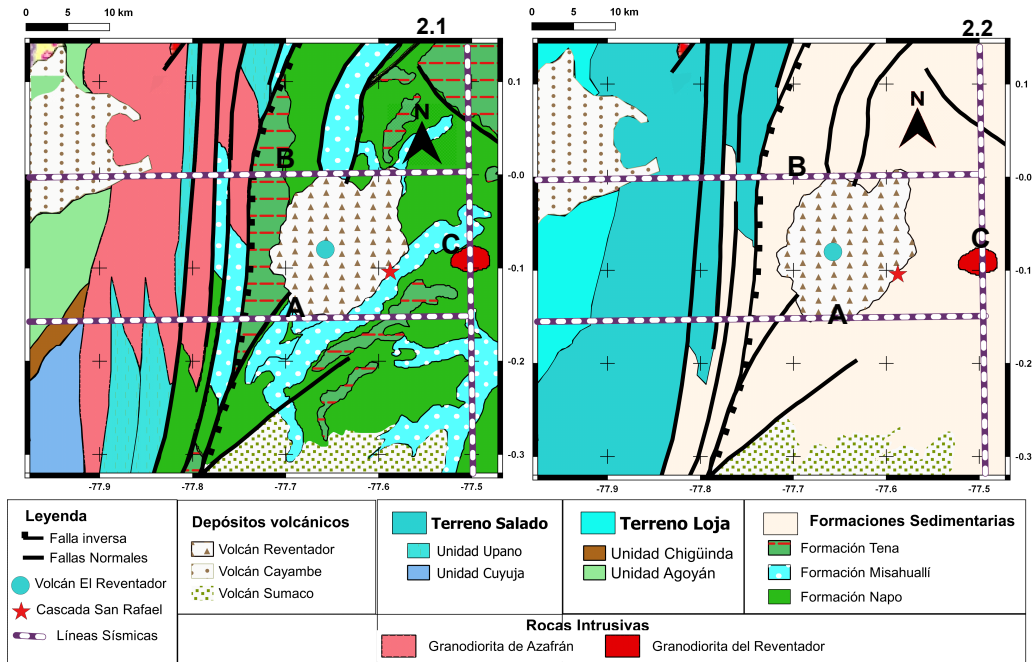 0 5 10 km
0 5 10 km
2.1
2.2
N
N
B
B
C
C
A
A
0.1
-0.0
-0.1
-0.2
-0.3
0.1
-0.0
-0.1
-0.2
-0.3
-77.9 -77.8 -77.7 -77.6 -77.5
-77.9 -77.8 -77.7 -77.6 -77.5
Leyenda
Falla inversa
Fallas Normales
Volcán El Reventador
Cascada San Rafael
Líneas Sísmicas
Depósitos volcánicos
Volcán Reventador
Volcán Cayambe
Volcán Sumaco
Terreno Salado
Unidad Upano
Unidad Cuyuja
Terreno Loja
Unidad Chigüinda
Unidad Agoyán
Formaciones Sedimentarias
Formación Tena
Formación Misahuallí
Formación Napo
Rocas Intrusivas
Granodiorita de Azafrán
Granodiorita del Reventador